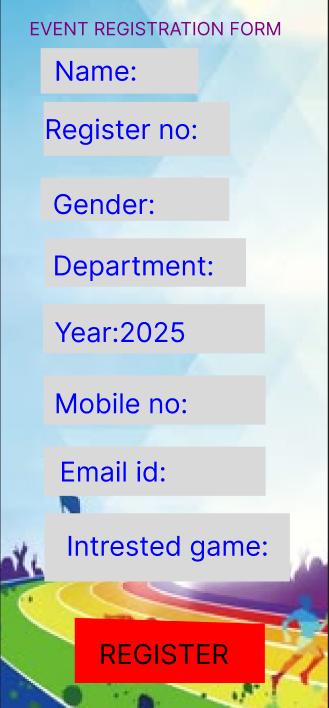 EVENT REGISTRATION FORM
Name:
Register no:
Gender:
Department:
Year:2025
Mobile no:
Email id:
Intrested game:
REGISTER